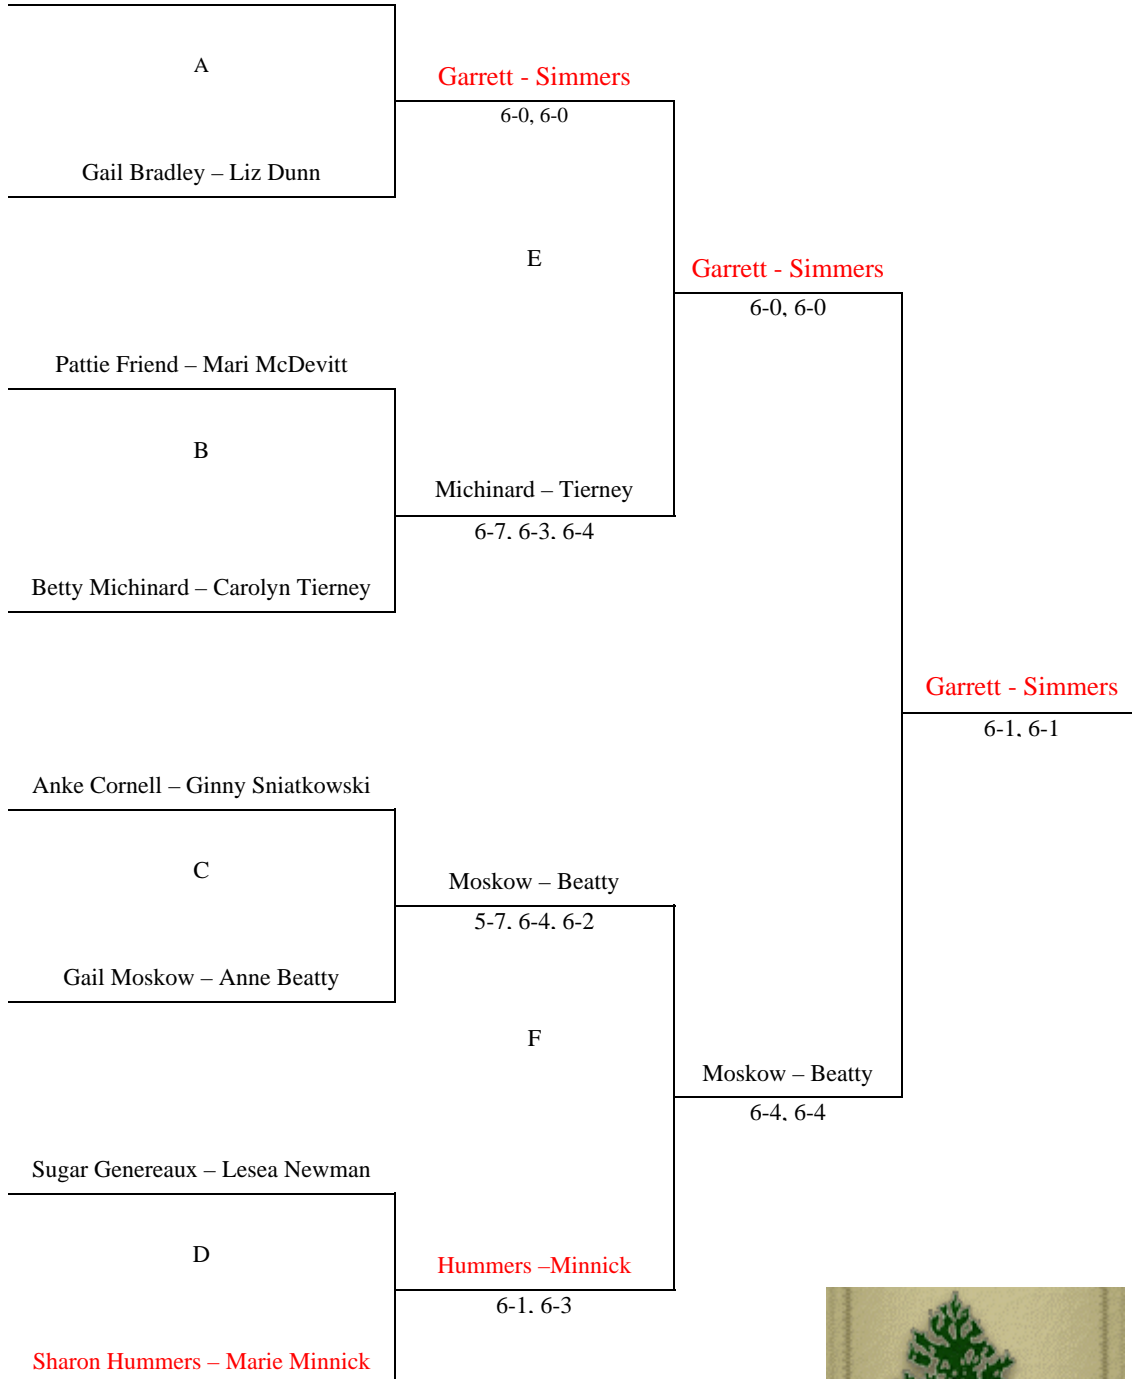 A
Garrett - Simmers
6-0, 6-0
Gail Bradley – Liz Dunn
E
Garrett - Simmers
6-0, 6-0
Pattie Friend – Mari McDevitt
B
Michinard – Tierney
6-7, 6-3, 6-4
Betty Michinard – Carolyn Tierney
Garrett - Simmers
6-1, 6-1
Anke Cornell – Ginny Sniatkowski
C
Moskow – Beatty
5-7, 6-4, 6-2
Gail Moskow – Anne Beatty
F
Moskow – Beatty
6-4, 6-4
Sugar Genereaux – Lesea Newman
D
Hummers –Minnick
6-1, 6-3
Sharon Hummers – Marie Minnick